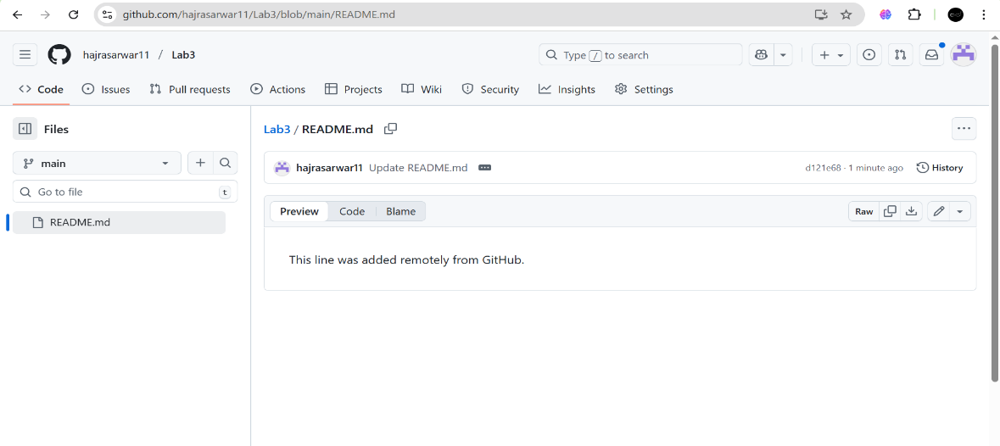 github.com/hajrasarwar11/Lab3/blob/main/README.md
hajrasarwar11 / Lab3
Type / to search
Code Issues Pull requests Actions Projects Wiki Security Insights Settings
Files
main
Go to file t
README.md
Lab3 / README.md
hajrasarwar11 Update README.md d121e68 · 1 minute ago History
Preview Code Blame Raw
This line was added remotely from GitHub.